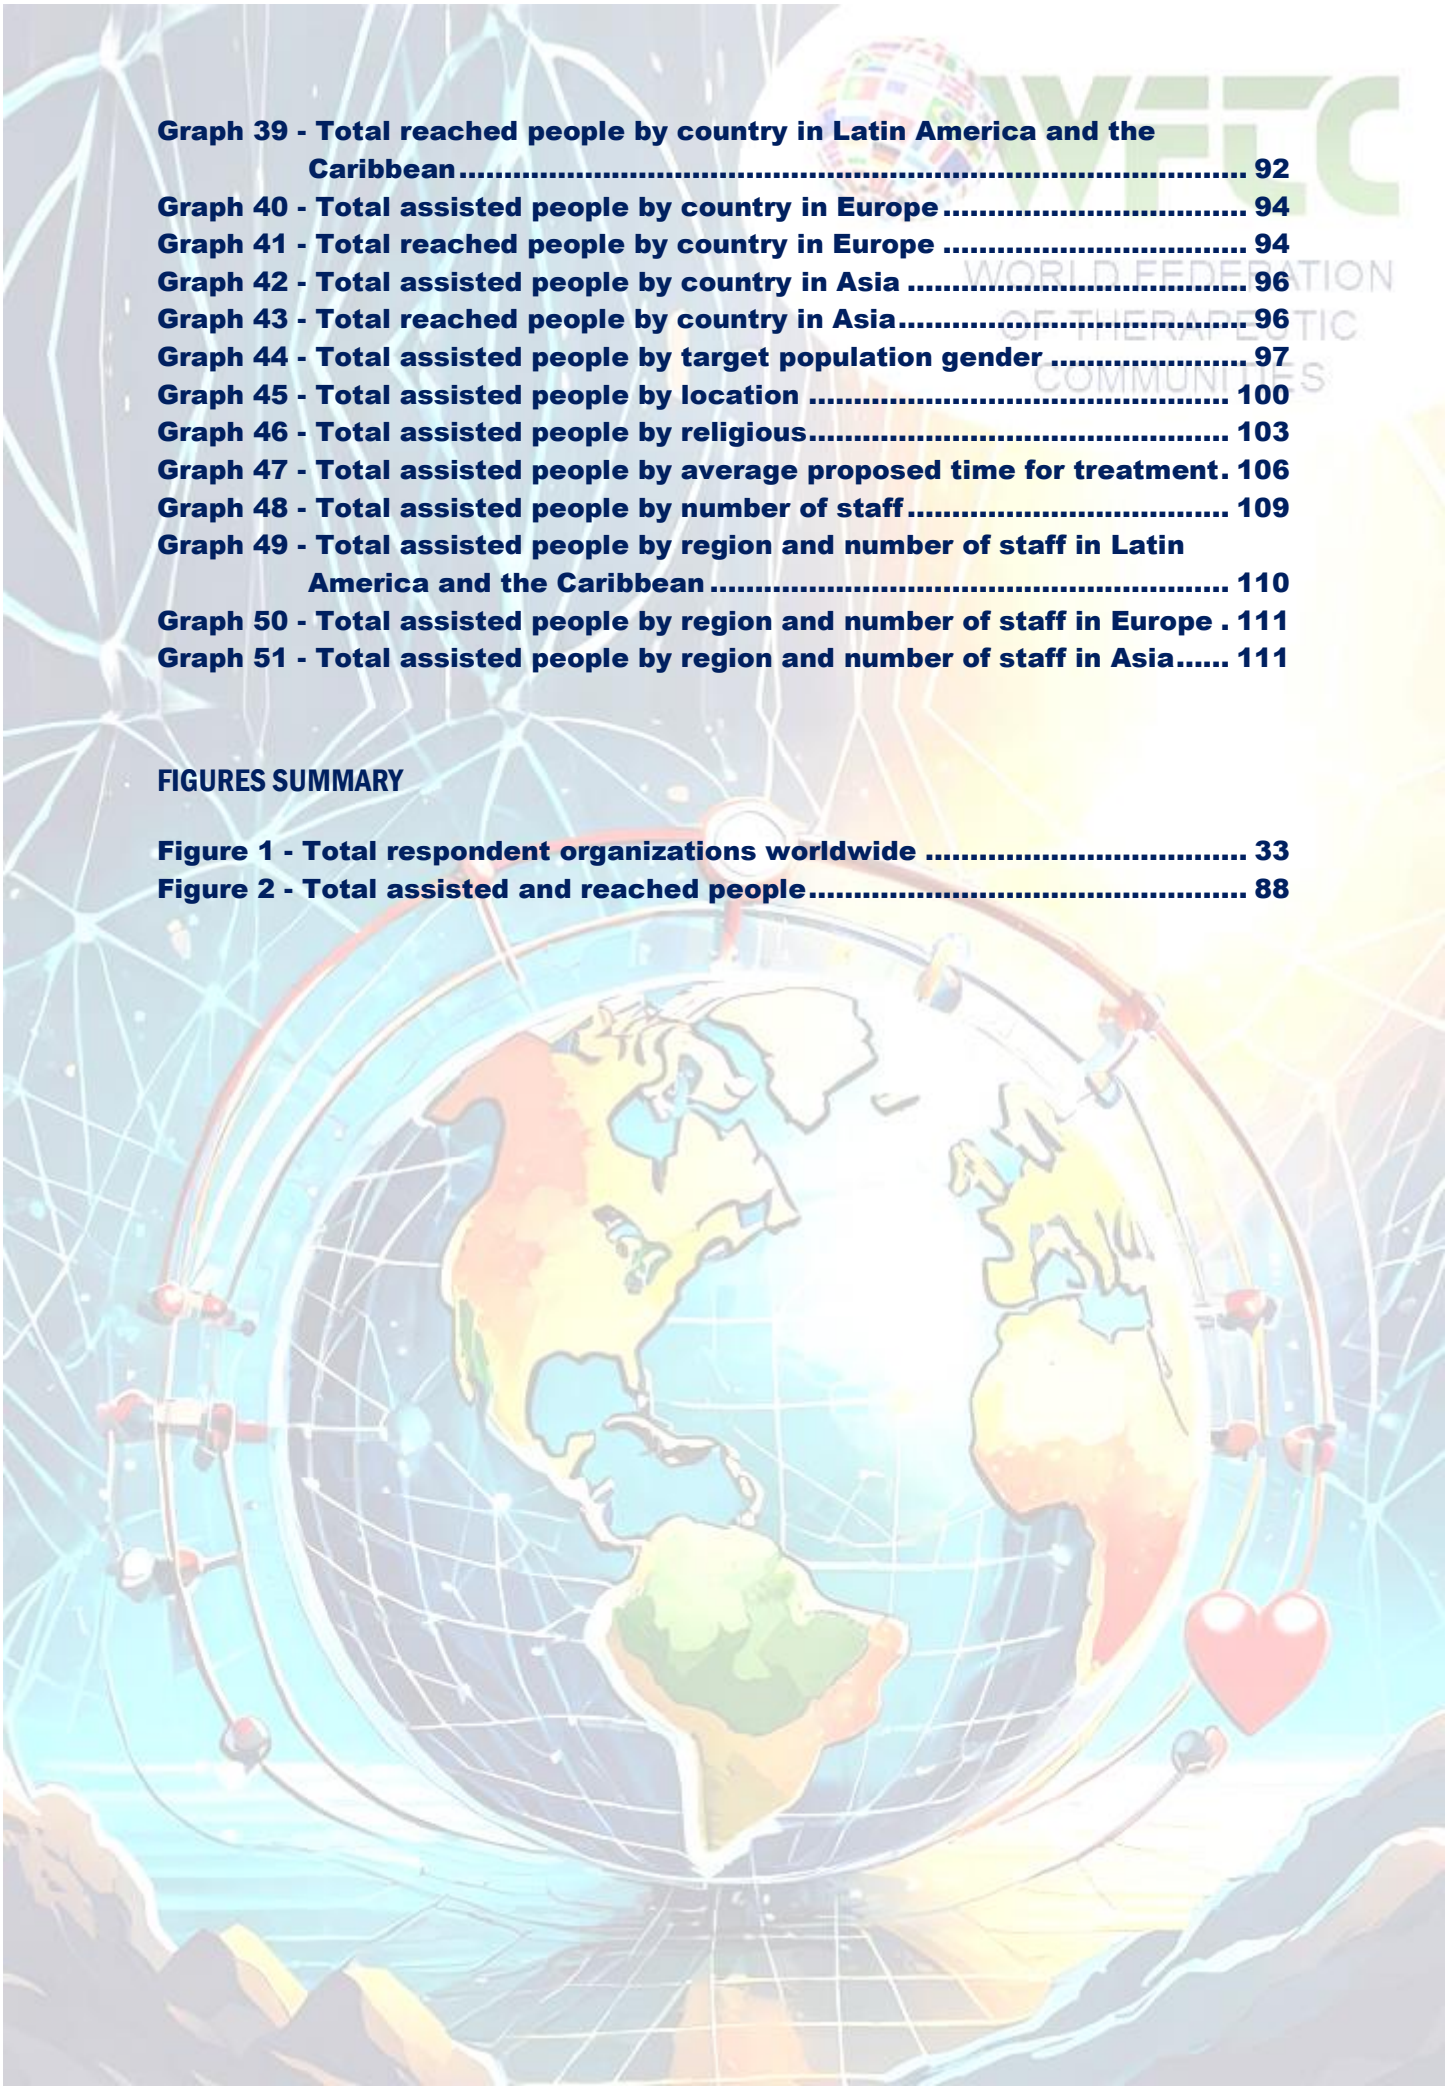 WFTC
WORLD FEDERATION
OF THERAPEUTIC
COMMUNITIES
Graph 39 - Total reached people by country in Latin America and the
Caribbean........................................................................................ 92
Graph 40 - Total assisted people by country in Europe.................................. 94
Graph 41 - Total reached people by country in Europe .................................. 94
Graph 42 - Total assisted people by country in Asia ...................................... 96
Graph 43 - Total reached people by country in Asia....................................... 96
Graph 44 - Total assisted people by target population gender ...................... 97
Graph 45 - Total assisted people by location ............................................... 100
Graph 46 - Total assisted people by religious............................................... 103
Graph 47 - Total assisted people by average proposed time for treatment. 106
Graph 48 - Total assisted people by number of staff.................................... 109
Graph 49 - Total assisted people by region and number of staff in Latin
America and the Caribbean .......................................................... 110
Graph 50 - Total assisted people by region and number of staff in Europe . 111
Graph 51 - Total assisted people by region and number of staff in Asia...... 111
FIGURES SUMMARY
Figure 1 - Total respondent organizations worldwide .................................... 33
Figure 2 - Total assisted and reached people................................................. 88